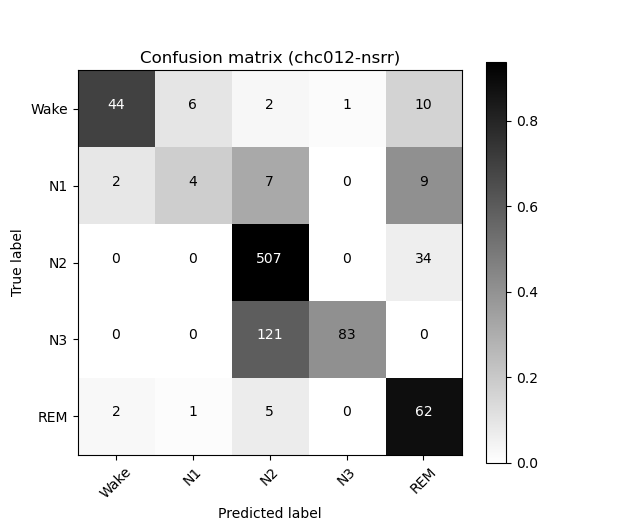 Confusion matrix (chc012-nsrr)
Wake 44 6 2 1 10
N1 2 4 7 0 9
N2 0 0 507 0 34
N3 0 0 121 83 0
REM 2 1 5 0 62
Wake N1 N2 N3 REM
Predicted label
True label
0.8
0.6
0.4
0.2
0.0